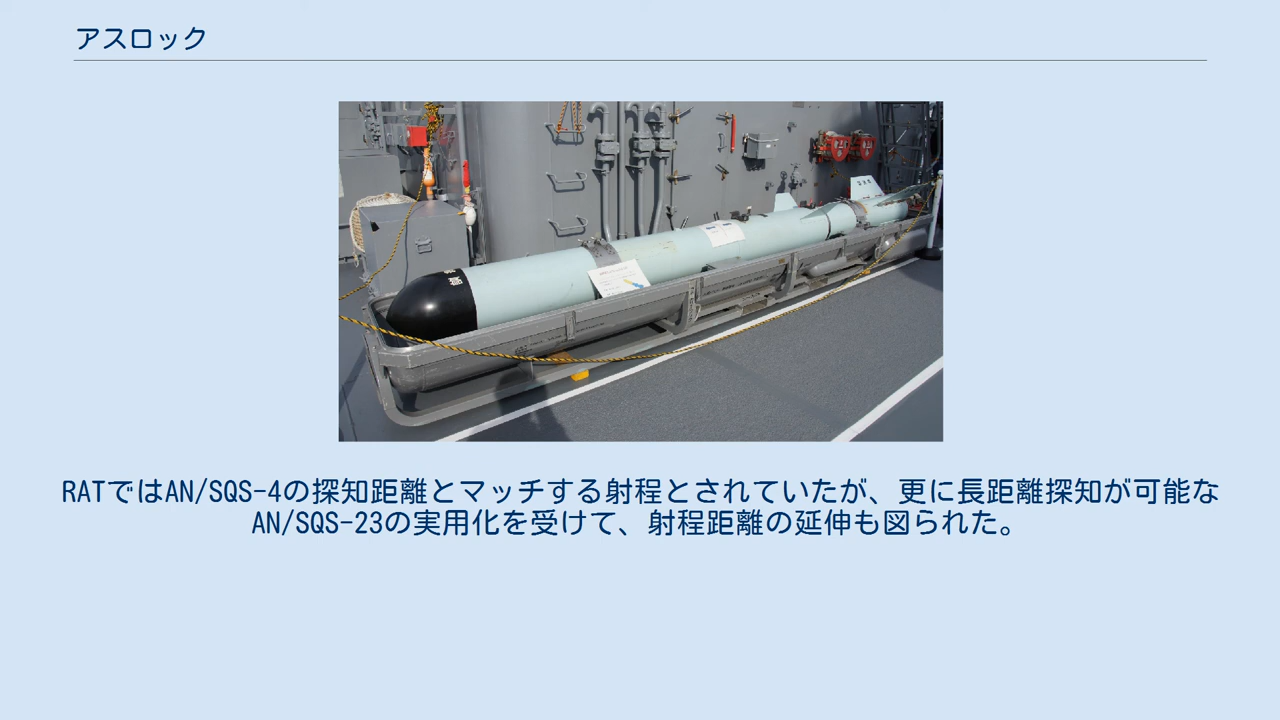 アスロック
RATではAN/SQS-4の探知距離とマッチする射程とされていたが、更に長距離探知が可能な
AN/SQS-23の実用化を受けて、射程距離の延伸も図られた。